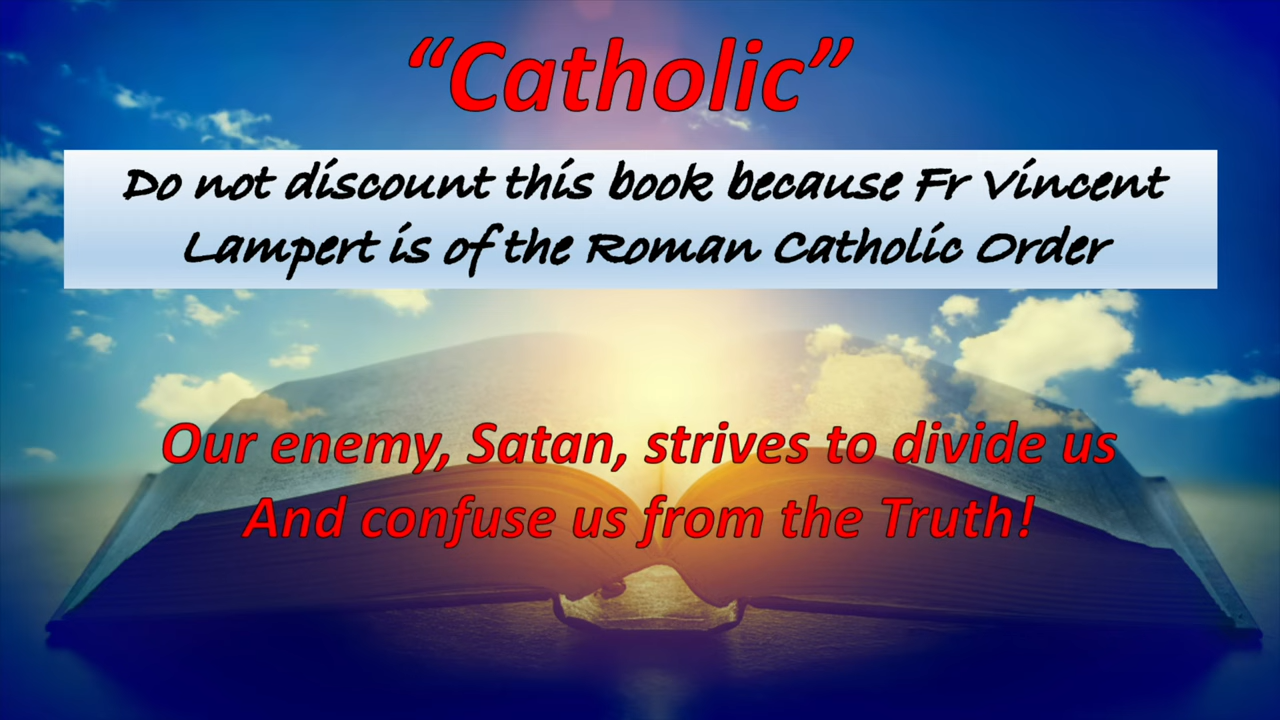 “Catholic”
Do not discount this book because Fr Vincent
Lampert is of the Roman Catholic Order
Our enemy, Satan, strives to divide us
And confuse us from the Truth!